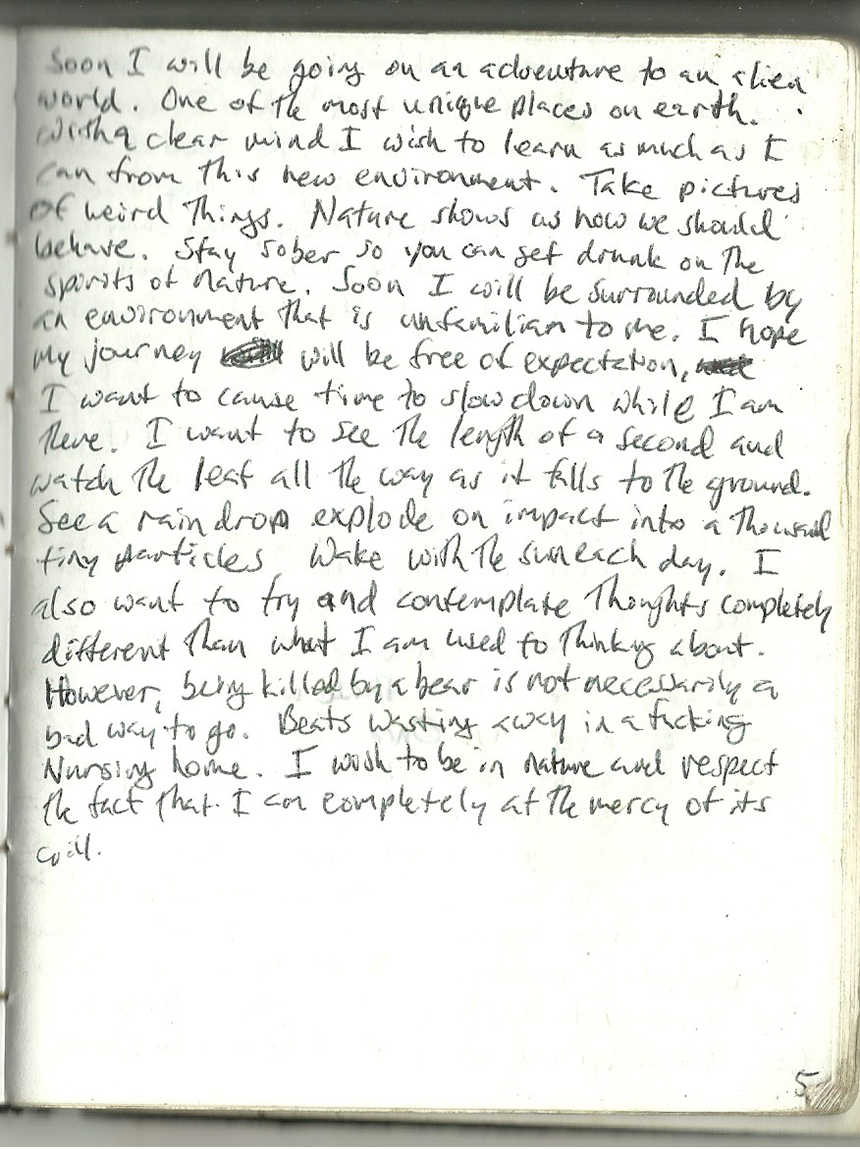 Soon I will be going on an adventure to an alien
world. One of the most unique places on earth.
With a clear mind I wish to learn as much as I
can from this new environment. Take pictures
of weird things. Nature shows us how we should
behave. Stay sober so you can get drunk on the
spirits of nature. Soon I will be surrounded by
an environment that is unfamiliar to me. I hope
my journey will be free of expectation,
I want to cause time to slow down while I am
there. I want to see the length of a second and
watch the leaf all the way as it falls to the ground.
See a raindrop explode on impact into a thousand
tiny particles Wake with the sun each day. I
also want to try and contemplate thoughts completely
different than what I am used to thinking about.
However, being killed by a bear is not necessarily a
bad way to go. Beats wasting away in a fucking
Nursing home. I wish to be in nature and respect
the fact that I am completely at the mercy of its
will.
5